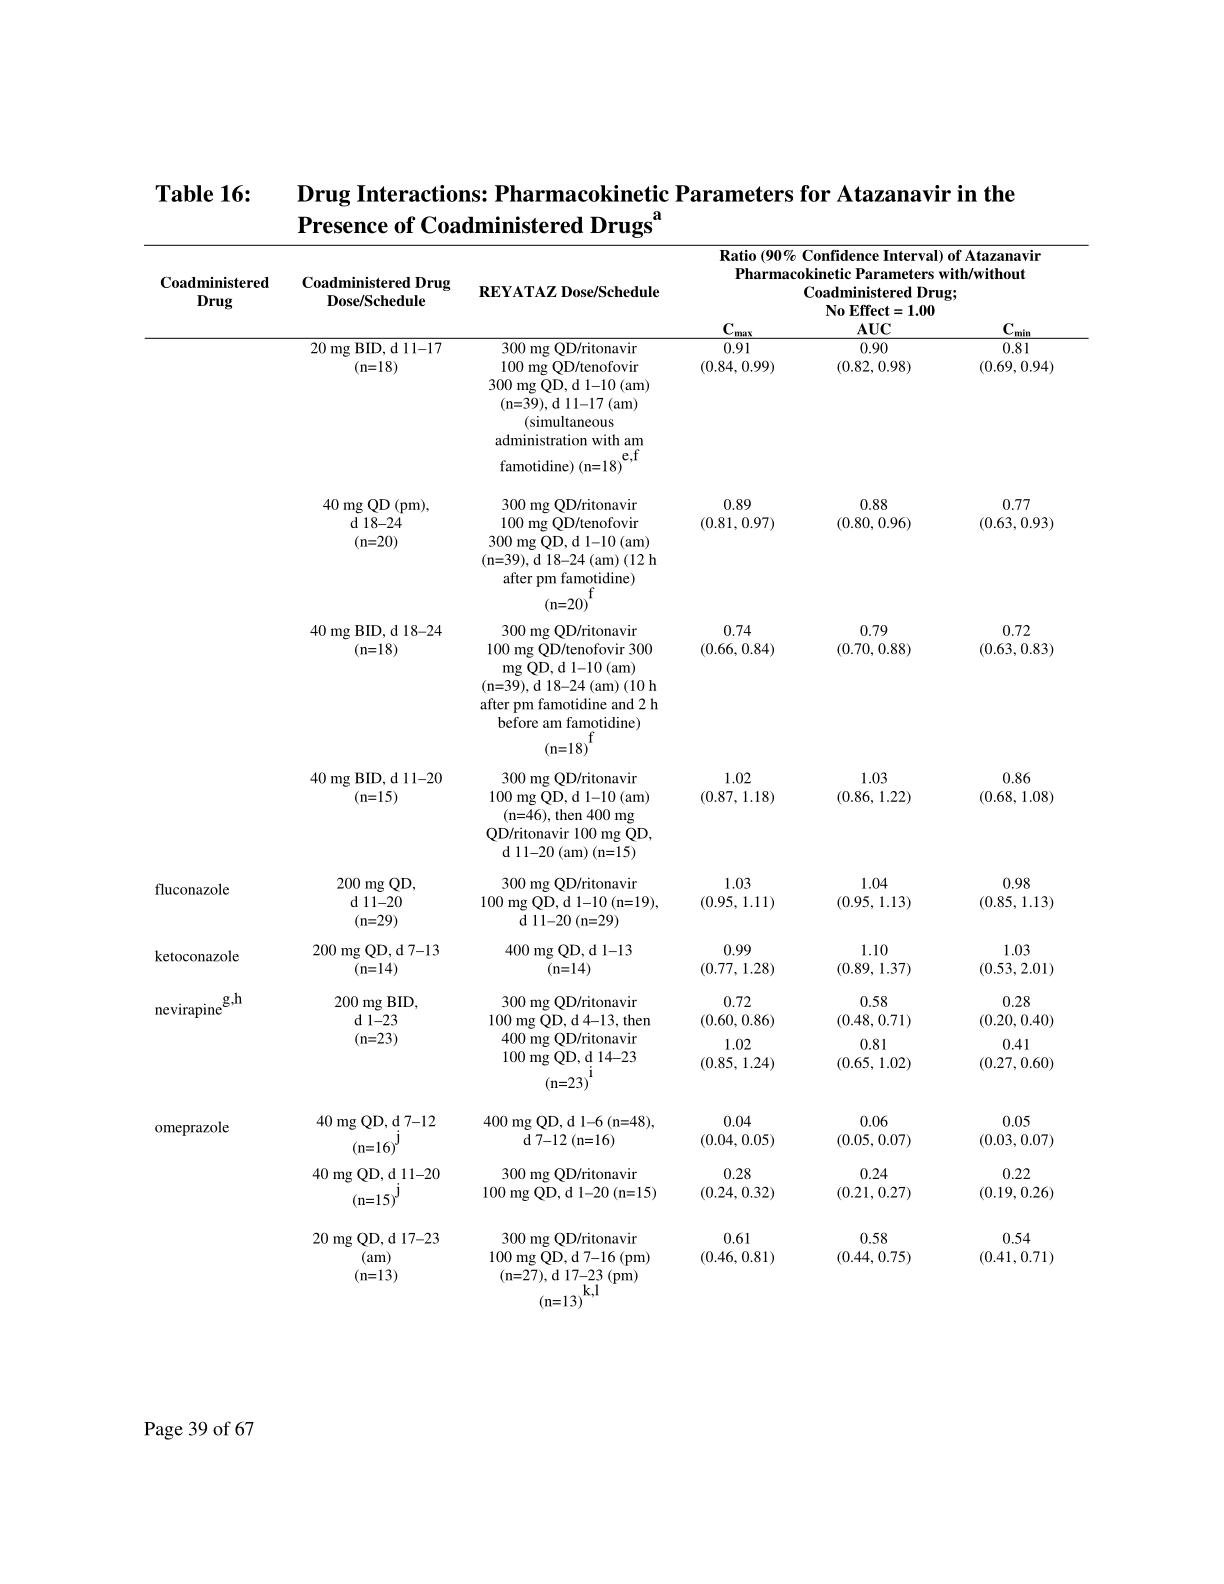 Table 16: Drug Interactions: Pharmacokinetic Parameters for Atazanavir in the
Presence of Coadministered Drugsa
Ratio (90% Confidence Interval) of Atazanavir
Pharmacokinetic Parameters with/without
Coadministered Drug;
No Effect = 1.00
Coadministered
Drug
Coadministered Drug
Dose/Schedule
REYATAZ Dose/Schedule
Cmax AUC Cmin
20 mg BID, d 11–17 300 mg QD/ritonavir 0.91 0.90 0.81
(n=18) 100 mg QD/tenofovir (0.84, 0.99) (0.82, 0.98) (0.69, 0.94)
300 mg QD, d 1–10 (am)
(n=39), d 11–17 (am)
(simultaneous
administration with am
famotidine) (n=18)e,f
40 mg QD (pm), 300 mg QD/ritonavir 0.89 0.88 0.77
d 18–24 100 mg QD/tenofovir (0.81, 0.97) (0.80, 0.96) (0.63, 0.93)
(n=20) 300 mg QD, d 1–10 (am)
(n=39), d 18–24 (am) (12 h
after pm famotidine)
(n=20)f
40 mg BID, d 18–24 300 mg QD/ritonavir 0.74 0.79 0.72
(n=18) 100 mg QD/tenofovir 300 (0.66, 0.84) (0.70, 0.88) (0.63, 0.83)
mg QD, d 1–10 (am)
(n=39), d 18–24 (am) (10 h
after pm famotidine and 2 h
before am famotidine)
(n=18)f
40 mg BID, d 11–20 300 mg QD/ritonavir 1.02 1.03 0.86
(n=15) 100 mg QD, d 1–10 (am) (0.87, 1.18) (0.86, 1.22) (0.68, 1.08)
(n=46), then 400 mg
QD/ritonavir 100 mg QD,
d 11–20 (am) (n=15)
fluconazole 200 mg QD, 300 mg QD/ritonavir 1.03 1.04 0.98
d 11–20 100 mg QD, d 1–10 (n=19), (0.95, 1.11) (0.95, 1.13) (0.85, 1.13)
(n=29) d 11–20 (n=29)
ketoconazole 200 mg QD, d 7–13 400 mg QD, d 1–13 0.99 1.10 1.03
(n=14) (n=14) (0.77, 1.28) (0.89, 1.37) (0.53, 2.01)
nevirapineg,h 200 mg BID, 300 mg QD/ritonavir 0.72 0.58 0.28
d 1–23 100 mg QD, d 4–13, then (0.60, 0.86) (0.48, 0.71) (0.20, 0.40)
(n=23) 400 mg QD/ritonavir 1.02 0.81 0.41
100 mg QD, d 14–23 (0.85, 1.24) (0.65, 1.02) (0.27, 0.60)
(n=23)i
omeprazole 40 mg QD, d 7–12 400 mg QD, d 1–6 (n=48), 0.04 0.06 0.05
(n=16)j d 7–12 (n=16) (0.04, 0.05) (0.05, 0.07) (0.03, 0.07)
40 mg QD, d 11–20 300 mg QD/ritonavir 0.28 0.24 0.22
(n=15)j 100 mg QD, d 1–20 (n=15) (0.24, 0.32) (0.21, 0.27) (0.19, 0.26)
20 mg QD, d 17–23 300 mg QD/ritonavir 0.61 0.58 0.54
(am) 100 mg QD, d 7–16 (pm) (0.46, 0.81) (0.44, 0.75) (0.41, 0.71)
(n=13) (n=27), d 17–23 (pm)
(n=13)k,l
Page 39 of 67